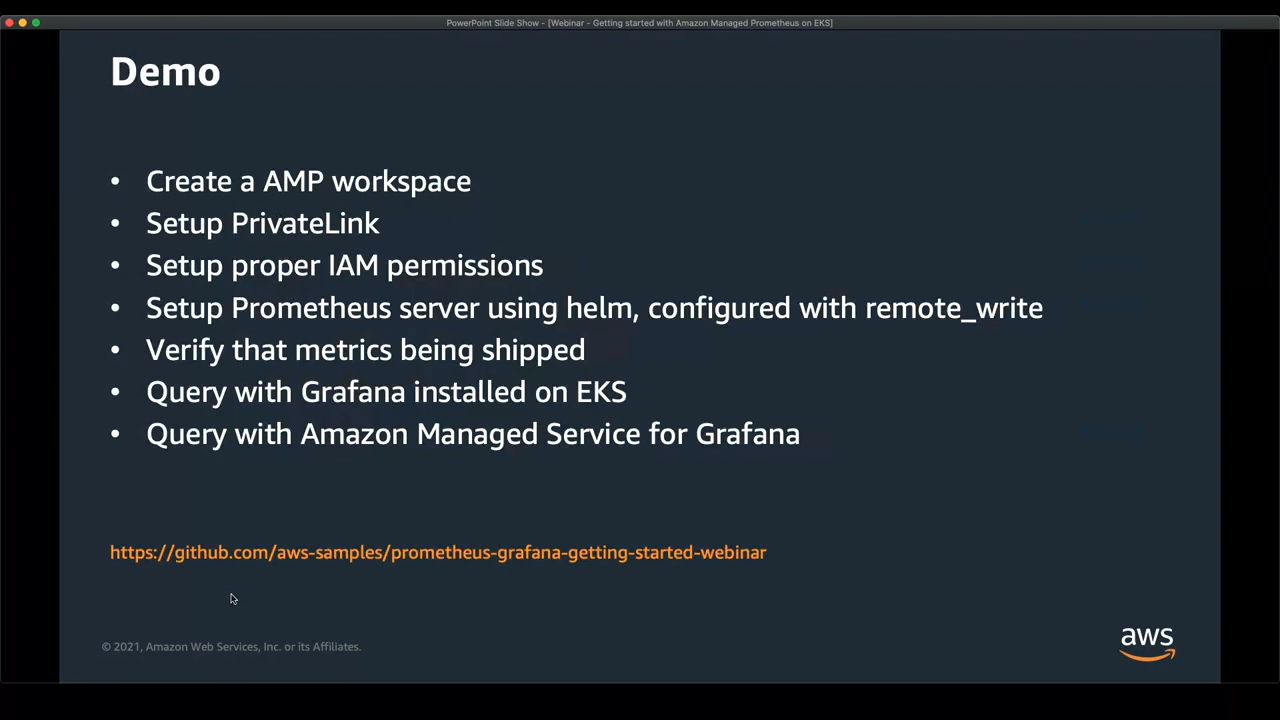 PowerPoint Slide Show - [Webinar - Getting started with Amazon Managed Prometheus on EKS]
Demo
• Create a AMP workspace
• Setup PrivateLink
• Setup proper IAM permissions
• Setup Prometheus server using helm, configured with remote_write
• Verify that metrics being shipped
• Query with Grafana installed on EKS
• Query with Amazon Managed Service for Grafana
https://github.com/aws-samples/prometheus-grafana-getting-started-webinar
© 2021, Amazon Web Services, Inc. or its Affiliates.
aws